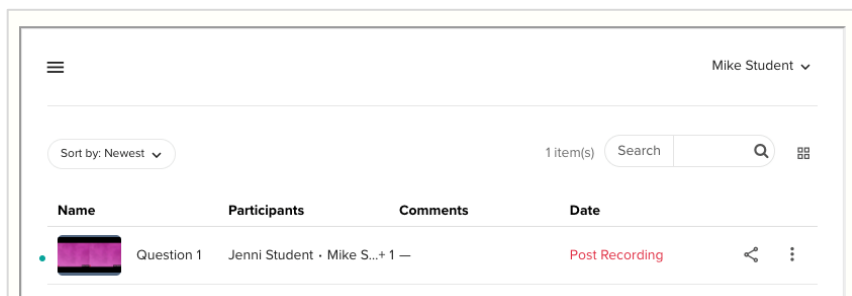 Mike Student
Sort by: Newest 1 item(s) Search
Name Participants Comments Date
Question 1 Jenni Student • Mike S...+ 1 — Post Recording